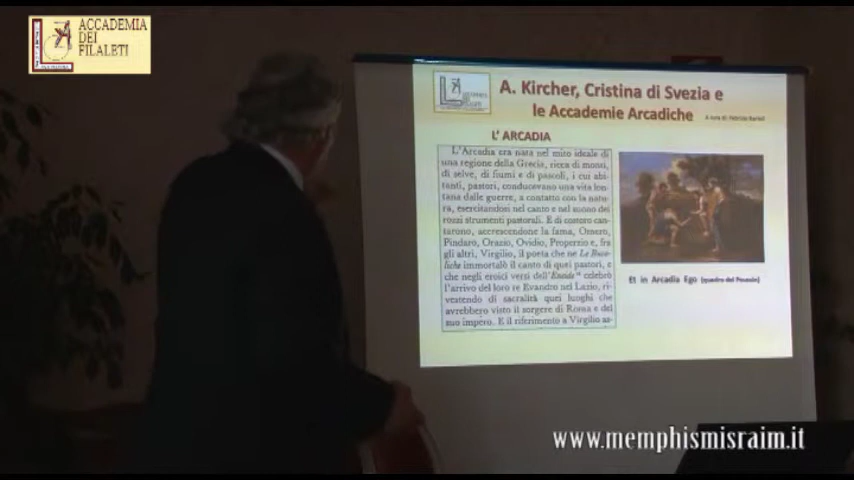 ACCADEMIA
DEI
FILALETI
A. Kircher, Cristina di Svezia e
le Accademie Arcadiche
A cura di: Fabrizio
L' ARCADIA
L'Arcadia era nata nel mito ideale di
una regione della Grecia, ricca di monti,
di selve, di fiumi e di pascoli, i cui abi-
tanti, pastori, conducevano una vita lon-
tana dalle guerre, a contatto con la natu-
ra, esercitandosi nel canto e nel suono dei
rozzi strumenti pastorali. E di costoro can-
tarono, accrescendone la fama, Omero,
Pindaro, Orazio, Ovidio, Properzio e, fra
gli altri, Virgilio, il poeta che ne Le Buco-
liche immortalò il canto di quei pastori, e
che negli eroici versi dell'Eneide celebrò
l'arrivo del loro re Evandro nel Lazio, ri-
vestendo di sacralità quei luoghi che
avrebbero visto il sorgere di Roma e del
suo impero. E il riferimento a Virgilio as-
Et in Arcadia Ego (quadro del Poussin)
www.memphismisraim.it